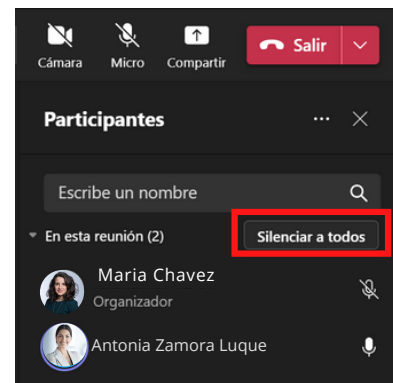 Cámara Micro Compartir Salir
Participantes
Escribe un nombre
En esta reunión (2) Silenciar a todos
Maria Chavez
Organizador
Antonia Zamora Luque